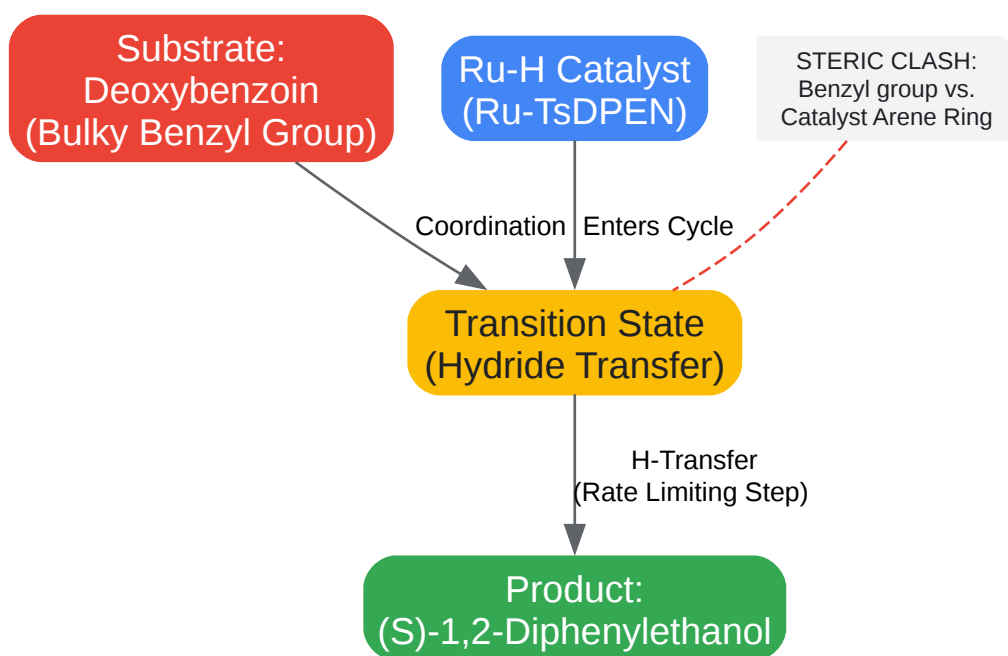 Substrate:
Deoxybenzoin
(Bulky Benzyl Group)
Ru-H Catalyst
(Ru-TsDPEN)
STERIC CLASH:
Benzyl group vs.
Catalyst Arene Ring
Coordination
Enters Cycle
Transition State
(Hydride Transfer)
H-Transfer
(Rate Limiting Step)
Product:
(S)-1,2-Diphenylethanol